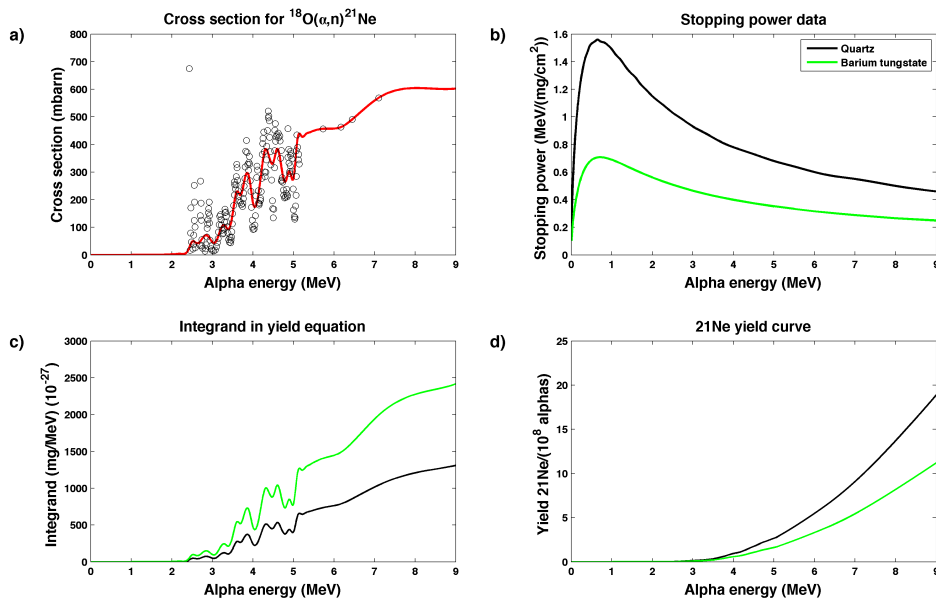 a)
Cross section for ¹⁸O(α,n)²¹Ne
Cross section (mbarn)
800
700
600
500
400
300
200
100
0
0 1 2 3 4 5 6 7 8 9
Alpha energy (MeV)
b)
Stopping power data
Stopping power (MeV/(mg/cm²))
1.6
1.4
1.2
1
0.8
0.6
0.4
0.2
0
Quartz
Barium tungstate
0 1 2 3 4 5 6 7 8 9
Alpha energy (MeV)
c)
Integrand in yield equation
Integrand (mg/MeV) (10⁻²⁷)
3000
2500
2000
1500
1000
500
0
0 1 2 3 4 5 6 7 8 9
Alpha energy (MeV)
d)
21Ne yield curve
Yield 21Ne/(10⁸ alphas)
25
20
15
10
5
0
0 1 2 3 4 5 6 7 8 9
Alpha energy (MeV)